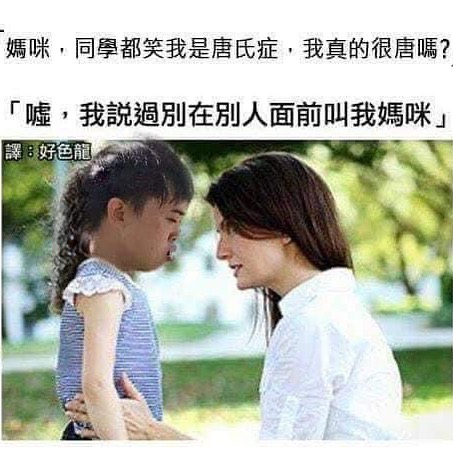 媽咪，同學都笑我是唐氏症，我真的很唐嗎?
「噓，我説過別在別人面前叫我媽咪」
譯：好色龍